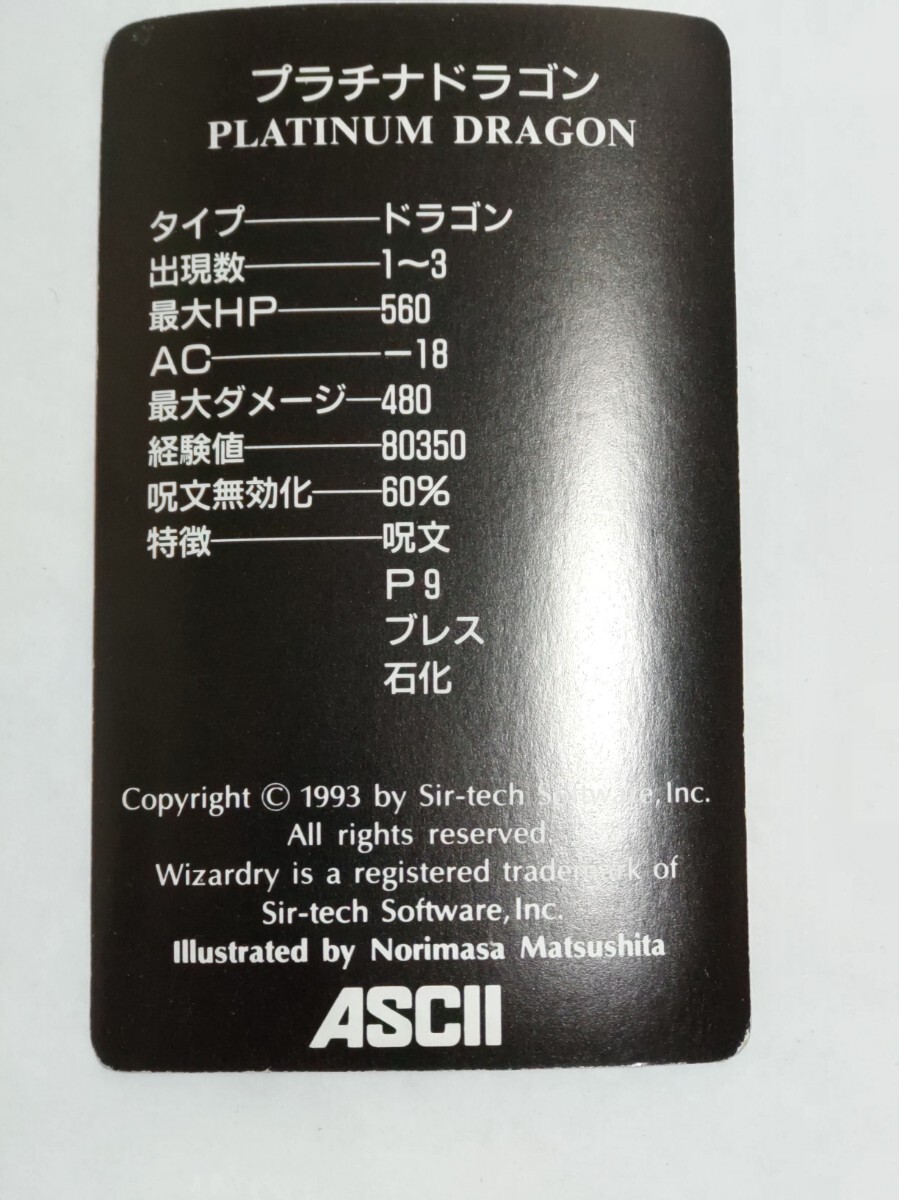 プラチナドラゴン
PLATINUM DRAGON
タイプ────ドラゴン
出現数────1〜3
最大HP───560
AC─────−18
最大ダメージ─480
経験値────80350
呪文無効化──60%
特徴─────呪文
P9
ブレス
石化
Copyright © 1993 by Sir-tech Software, Inc.
All rights reserved.
Wizardry is a registered trademark of
Sir-tech Software, Inc.
Illustrated by Norimasa Matsushita
ASCII